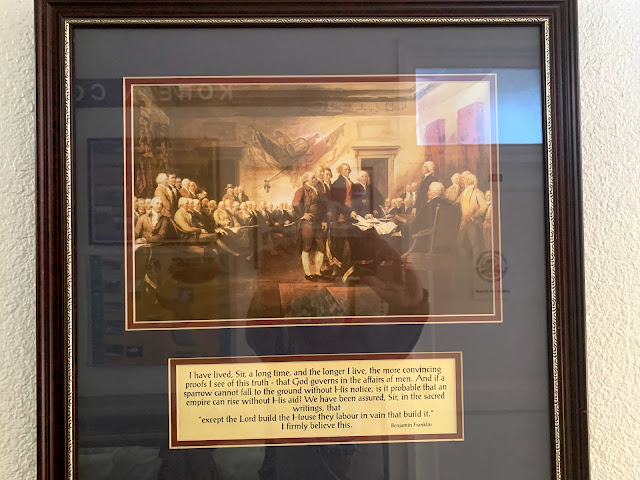 I have lived, Sir, a long time, and the longer I live, the more convincing
proofs I see of this truth - that God governs in the affairs of men. And if a
sparrow cannot fall to the ground without His notice, is it probable that an
empire can rise without His aid! We have been assured, Sir, in the sacred
writings, that
"except the Lord build the House they labour in vain that build it."
I firmly believe this. Benjamin Franklin